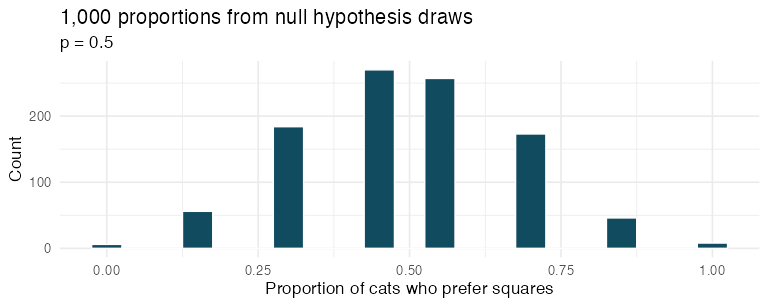 1,000 proportions from null hypothesis draws
p = 0.5
Count
200
100
0
0.00 0.25 0.50 0.75 1.00
Proportion of cats who prefer squares